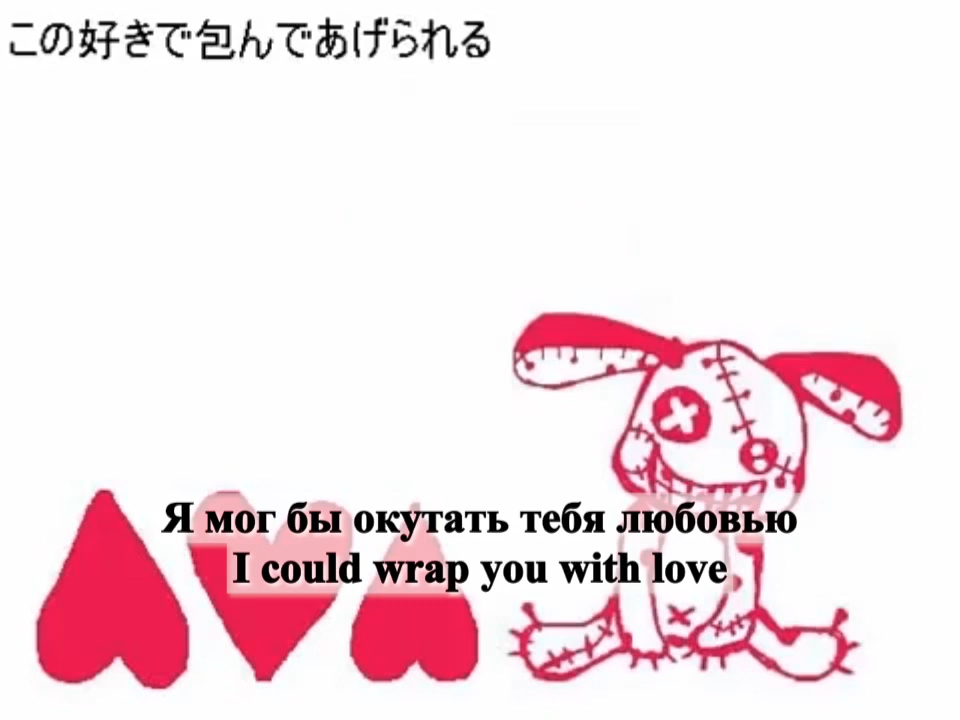 この好きで包んであげられる
Я мог бы окутать тебя любовью
I could wrap you with love